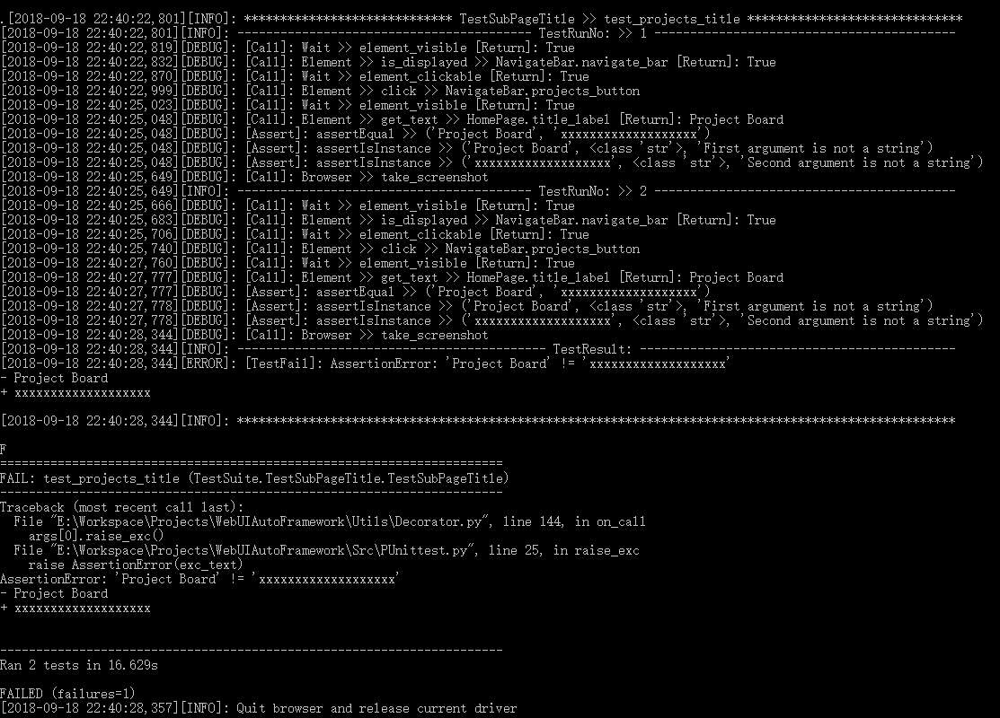 .[2018-09-18 22:40:22,801][INFO]: ***************************** TestSubPageTitle >> test_projects_title ******************************
[2018-09-18 22:40:22,801][INFO]: ----------------------------------------- TestRunNo: >> 1 ------------------------------------------
[2018-09-18 22:40:22,819][DEBUG]: [Call]: Wait >> element_visible [Return]: True
[2018-09-18 22:40:22,832][DEBUG]: [Call]: Element >> is_displayed >> NavigateBar.navigate_bar [Return]: True
[2018-09-18 22:40:22,870][DEBUG]: [Call]: Wait >> element_clickable [Return]: True
[2018-09-18 22:40:22,999][DEBUG]: [Call]: Element >> click >> NavigateBar.projects_button
[2018-09-18 22:40:25,023][DEBUG]: [Call]: Wait >> element_visible [Return]: True
[2018-09-18 22:40:25,048][DEBUG]: [Call]: Element >> get_text >> HomePage.title_label [Return]: Project Board
[2018-09-18 22:40:25,048][DEBUG]: [Assert]: assertEqual >> ('Project Board', 'xxxxxxxxxxxxxxxxxxx')
[2018-09-18 22:40:25,048][DEBUG]: [Assert]: assertIsInstance >> ('Project Board', <class 'str'>, 'First argument is not a string')
[2018-09-18 22:40:25,048][DEBUG]: [Assert]: assertIsInstance >> ('xxxxxxxxxxxxxxxxxxx', <class 'str'>, 'Second argument is not a string')
[2018-09-18 22:40:25,649][DEBUG]: [Call]: Browser >> take_screenshot
[2018-09-18 22:40:25,649][INFO]: ----------------------------------------- TestRunNo: >> 2 ------------------------------------------
[2018-09-18 22:40:25,666][DEBUG]: [Call]: Wait >> element_visible [Return]: True
[2018-09-18 22:40:25,683][DEBUG]: [Call]: Element >> is_displayed >> NavigateBar.navigate_bar [Return]: True
[2018-09-18 22:40:25,706][DEBUG]: [Call]: Wait >> element_clickable [Return]: True
[2018-09-18 22:40:25,740][DEBUG]: [Call]: Element >> click >> NavigateBar.projects_button
[2018-09-18 22:40:27,760][DEBUG]: [Call]: Wait >> element_visible [Return]: True
[2018-09-18 22:40:27,777][DEBUG]: [Call]: Element >> get_text >> HomePage.title_label [Return]: Project Board
[2018-09-18 22:40:27,777][DEBUG]: [Assert]: assertEqual >> ('Project Board', 'xxxxxxxxxxxxxxxxxxx')
[2018-09-18 22:40:27,778][DEBUG]: [Assert]: assertIsInstance >> ('Project Board', <class 'str'>, 'First argument is not a string')
[2018-09-18 22:40:27,778][DEBUG]: [Assert]: assertIsInstance >> ('xxxxxxxxxxxxxxxxxxx', <class 'str'>, 'Second argument is not a string')
[2018-09-18 22:40:28,344][DEBUG]: [Call]: Browser >> take_screenshot
[2018-09-18 22:40:28,344][INFO]: ------------------------------------------- TestResult: --------------------------------------------
[2018-09-18 22:40:28,344][ERROR]: [TestFail]: AssertionError: 'Project Board' != 'xxxxxxxxxxxxxxxxxxx'
- Project Board
+ xxxxxxxxxxxxxxxxxxx
[2018-09-18 22:40:28,344][INFO]: ****************************************************************************************************
F
======================================================================
FAIL: test_projects_title (TestSuite.TestSubPageTitle.TestSubPageTitle)
----------------------------------------------------------------------
Traceback (most recent call last):
  File "E:\Workspace\Projects\WebUIAutoFramework\Utils\Decorator.py", line 144, in on_call
    args[0].raise_exc()
  File "E:\Workspace\Projects\WebUIAutoFramework\Src\PUnittest.py", line 25, in raise_exc
    raise AssertionError(exc_text)
AssertionError: 'Project Board' != 'xxxxxxxxxxxxxxxxxxx'
- Project Board
+ xxxxxxxxxxxxxxxxxxx
----------------------------------------------------------------------
Ran 2 tests in 16.629s
FAILED (failures=1)
[2018-09-18 22:40:28,357][INFO]: Quit browser and release current driver